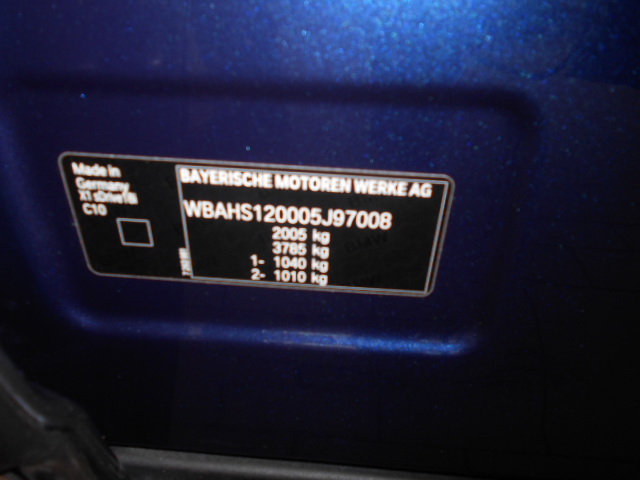 Made in
Germany
X1 sDrive18i
C10
BAYERISCHE MOTOREN WERKE AG
WBAHS120005J97008
2005 kg
3785 kg
1- 1040 kg
2- 1010 kg